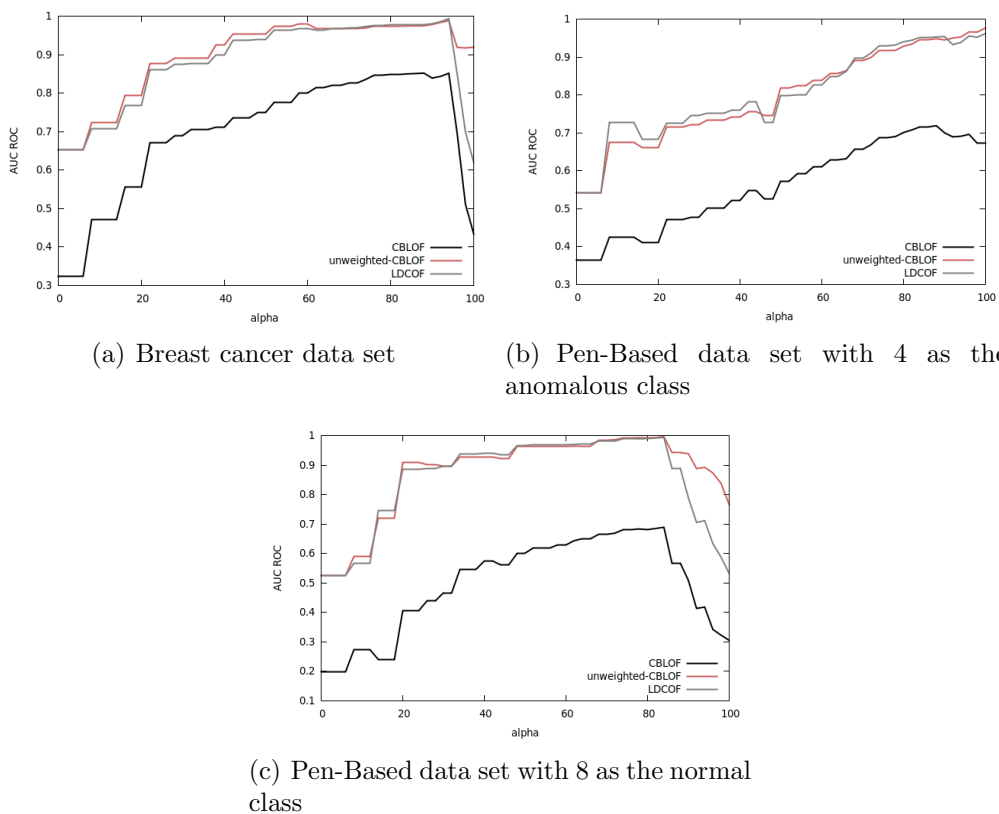 1
0.9
0.8
0.7
0.6
0.5
0.4
0.3
AUC ROC
CBLOF
unweighted-CBLOF
LDCOF
0 20 40 60 80 100
alpha
(a) Breast cancer data set
1
0.9
0.8
0.7
0.6
0.5
0.4
0.3
AUC ROC
CBLOF
unweighted-CBLOF
LDCOF
0 20 40 60 80 100
alpha
(b) Pen-Based data set with 4 as the
anomalous class
1
0.9
0.8
0.7
0.6
0.5
0.4
0.3
0.2
0.1
AUC ROC
CBLOF
unweighted-CBLOF
LDCOF
0 20 40 60 80 100
alpha
(c) Pen-Based data set with 8 as the normal
class